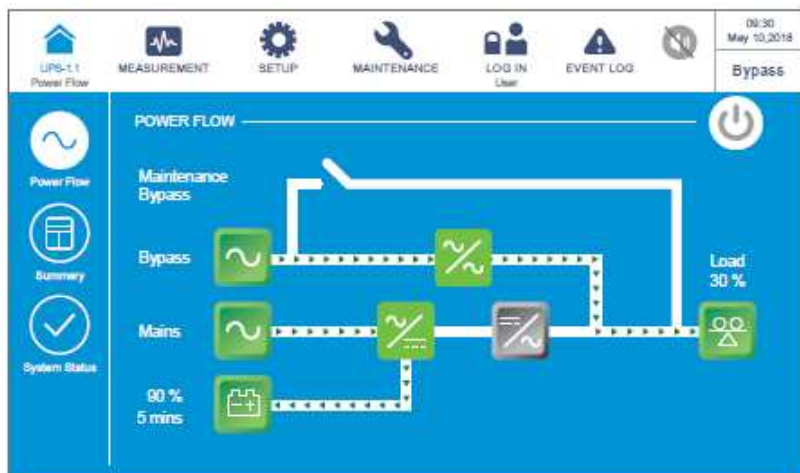 UPS-1.1
Power Flow
MEASUREMENT
SETUP
MAINTENANCE
LOG IN
User
EVENT LOG
09:30
May 10,2018
Bypass
POWER FLOW
Power Flow
Summary
System Status
Maintenance
Bypass
Bypass
Mains
90 %
5 mins
Load
30 %